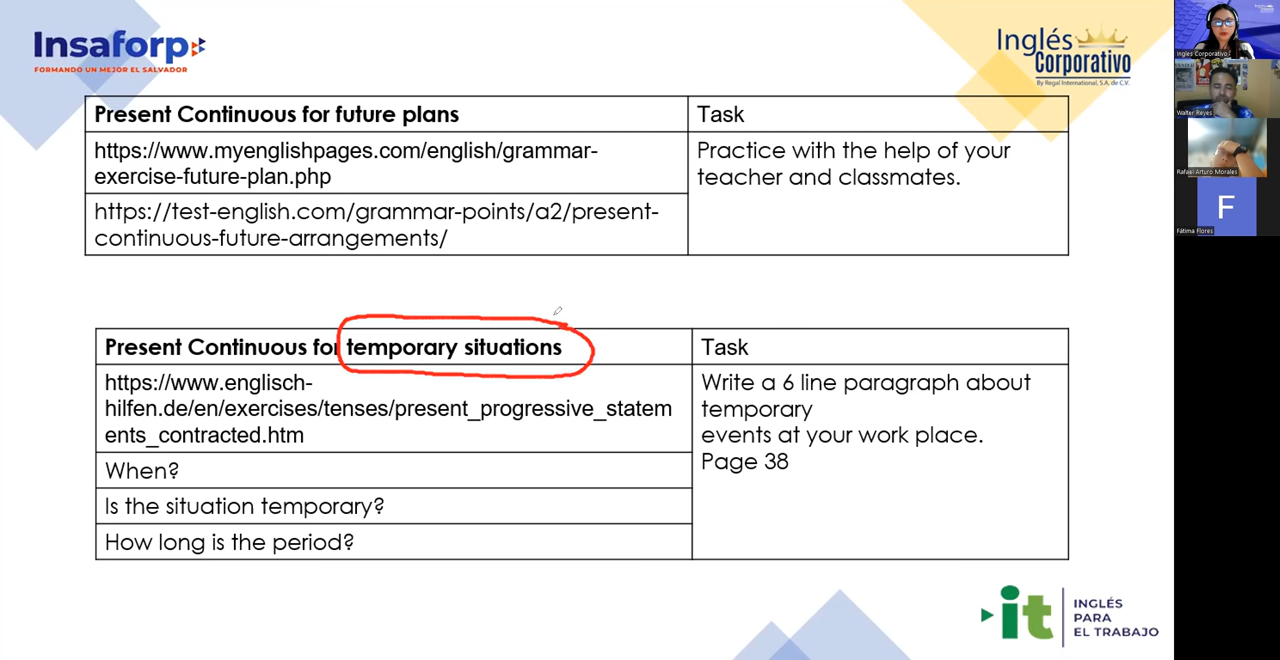 Insaforp
FORMANDO UN MEJOR EL SALVADOR
Inglés
Corporativo
By Regal International, S.A. de C.V.
Present Continuous for future plans
Task
https://www.myenglishpages.com/english/grammar-
exercise-future-plan.php
Practice with the help of your
teacher and classmates.
https://test-english.com/grammar-points/a2/present-
continuous-future-arrangements/
Present Continuous for temporary situations
Task
https://www.englisch-
hilfen.de/en/exercises/tenses/present_progressive_statem
ents_contracted.htm
Write a 6 line paragraph about
temporary
events at your work place.
Page 38
When?
Is the situation temporary?
How long is the period?
it
INGLÉS
PARA
EL TRABAJO
Inglés Corporativo
Walter Reyes
Rafael Arturo Morales
F
Fátima Flores